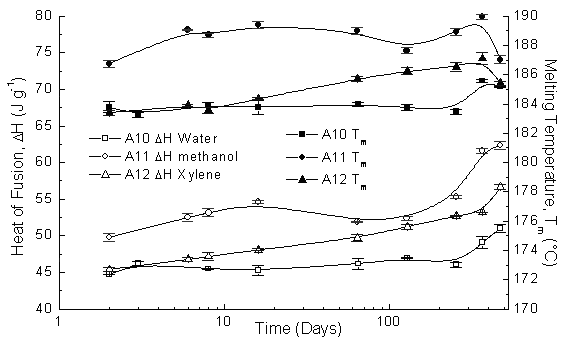 Heat of Fusion, ΔH (J g⁻¹)
80
75
70
65
60
55
50
45
40
A10 ΔH Water
A11 ΔH methanol
A12 ΔH Xylene
A10 Tm
A11 Tm
A12 Tm
190
188
186
184
182
180
178
176
174
172
170
Melting Temperature, Tm (°C)
1
10
100
Time (Days)